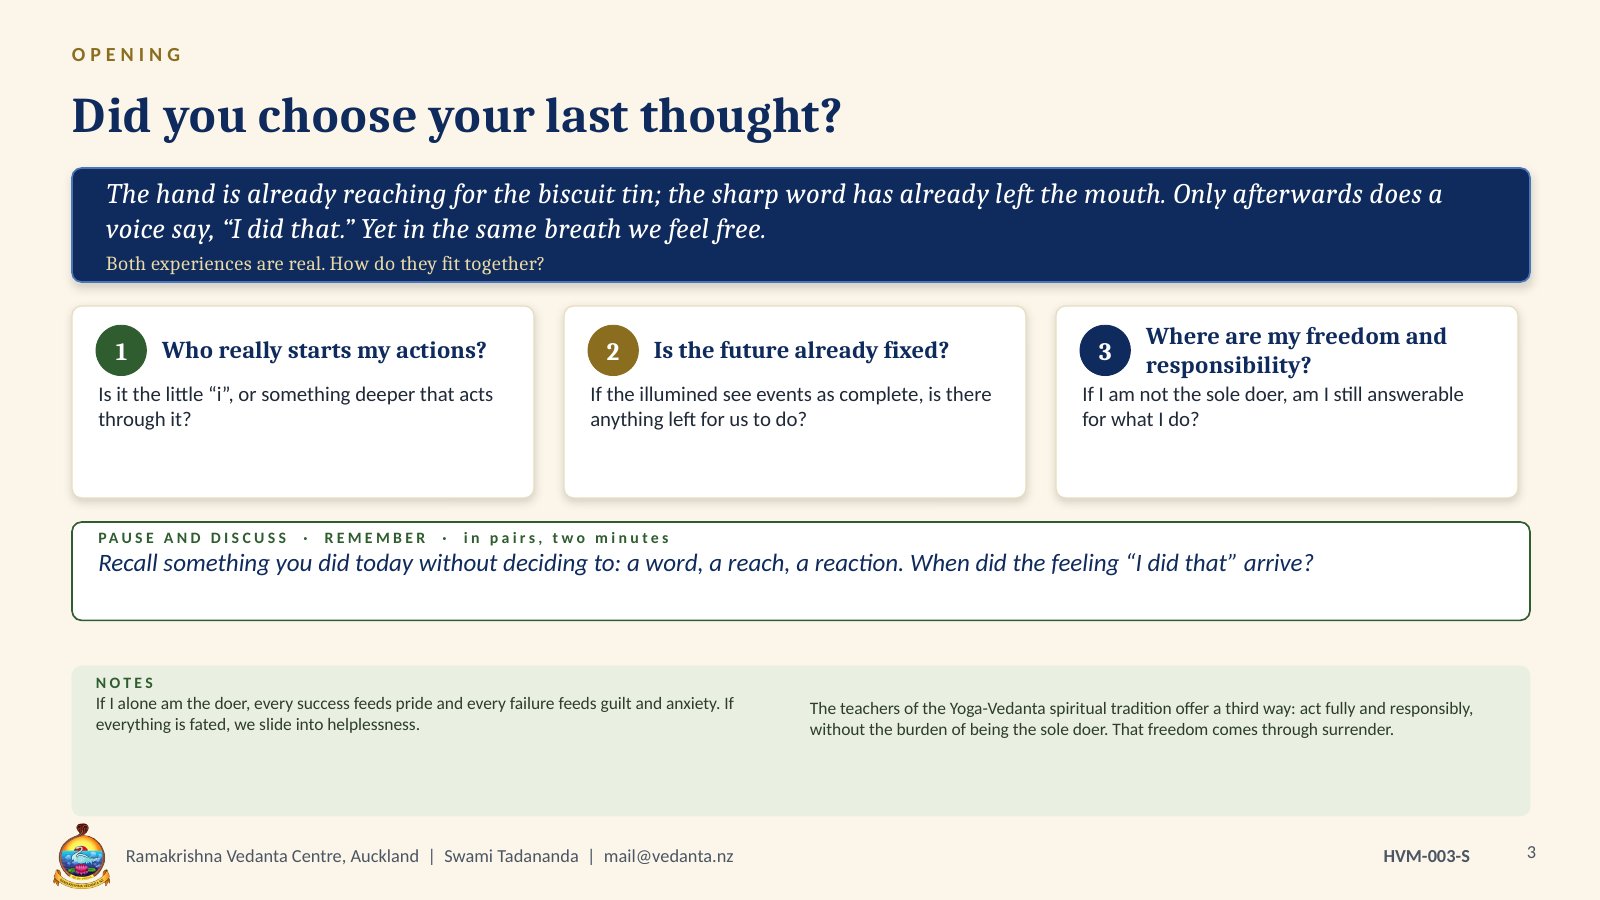 OPENING
Did you choose your last thought?
The hand is already reaching for the biscuit tin; the sharp word has already left the mouth. Only afterwards does a
voice say, “I did that.” Yet in the same breath we feel free.
Both experiences are real. How do they fit together?
1
Who really starts my actions?
Is it the little “i”, or something deeper that acts
through it?
2
Is the future already fixed?
If the illumined see events as complete, is there
anything left for us to do?
3
Where are my freedom and
responsibility?
If I am not the sole doer, am I still answerable
for what I do?
PAUSE AND DISCUSS · REMEMBER · in pairs, two minutes
Recall something you did today without deciding to: a word, a reach, a reaction. When did the feeling “I did that” arrive?
NOTES
If I alone am the doer, every success feeds pride and every failure feeds guilt and anxiety. If
everything is fated, we slide into helplessness.
The teachers of the Yoga-Vedanta spiritual tradition offer a third way: act fully and responsibly,
without the burden of being the sole doer. That freedom comes through surrender.
Ramakrishna Vedanta Centre, Auckland | Swami Tadananda | mail@vedanta.nz
HVM-003-S
3